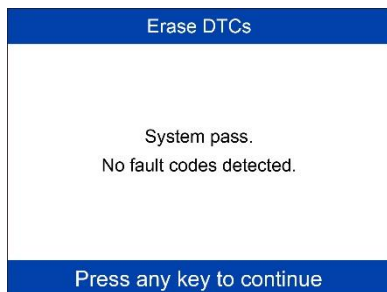 Erase DTCs
System pass.
No fault codes detected.
Press any key to continue